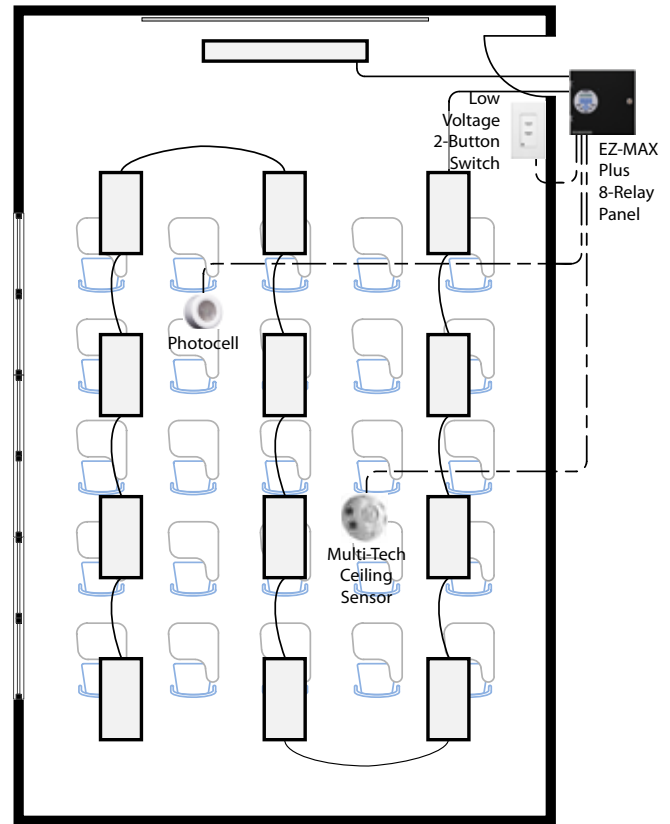 Low
Voltage
2-Button
Switch
EZ-MAX
Plus
8-Relay
Panel
Photocell
Multi-Tech
Ceiling
Sensor